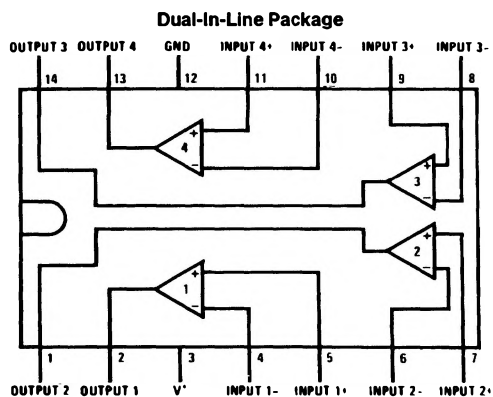 Dual-In-Line Package
OUTPUT 3 OUTPUT 4 GND INPUT 4+ INPUT 4- INPUT 3+ INPUT 3-
14 13 12 11 10 9 8
+
4
-
+
3
-
+
2
-
+
1
-
1 2 3 4 5 6 7
OUTPUT 2 OUTPUT 1 V+ INPUT 1- INPUT 1+ INPUT 2- INPUT 2+